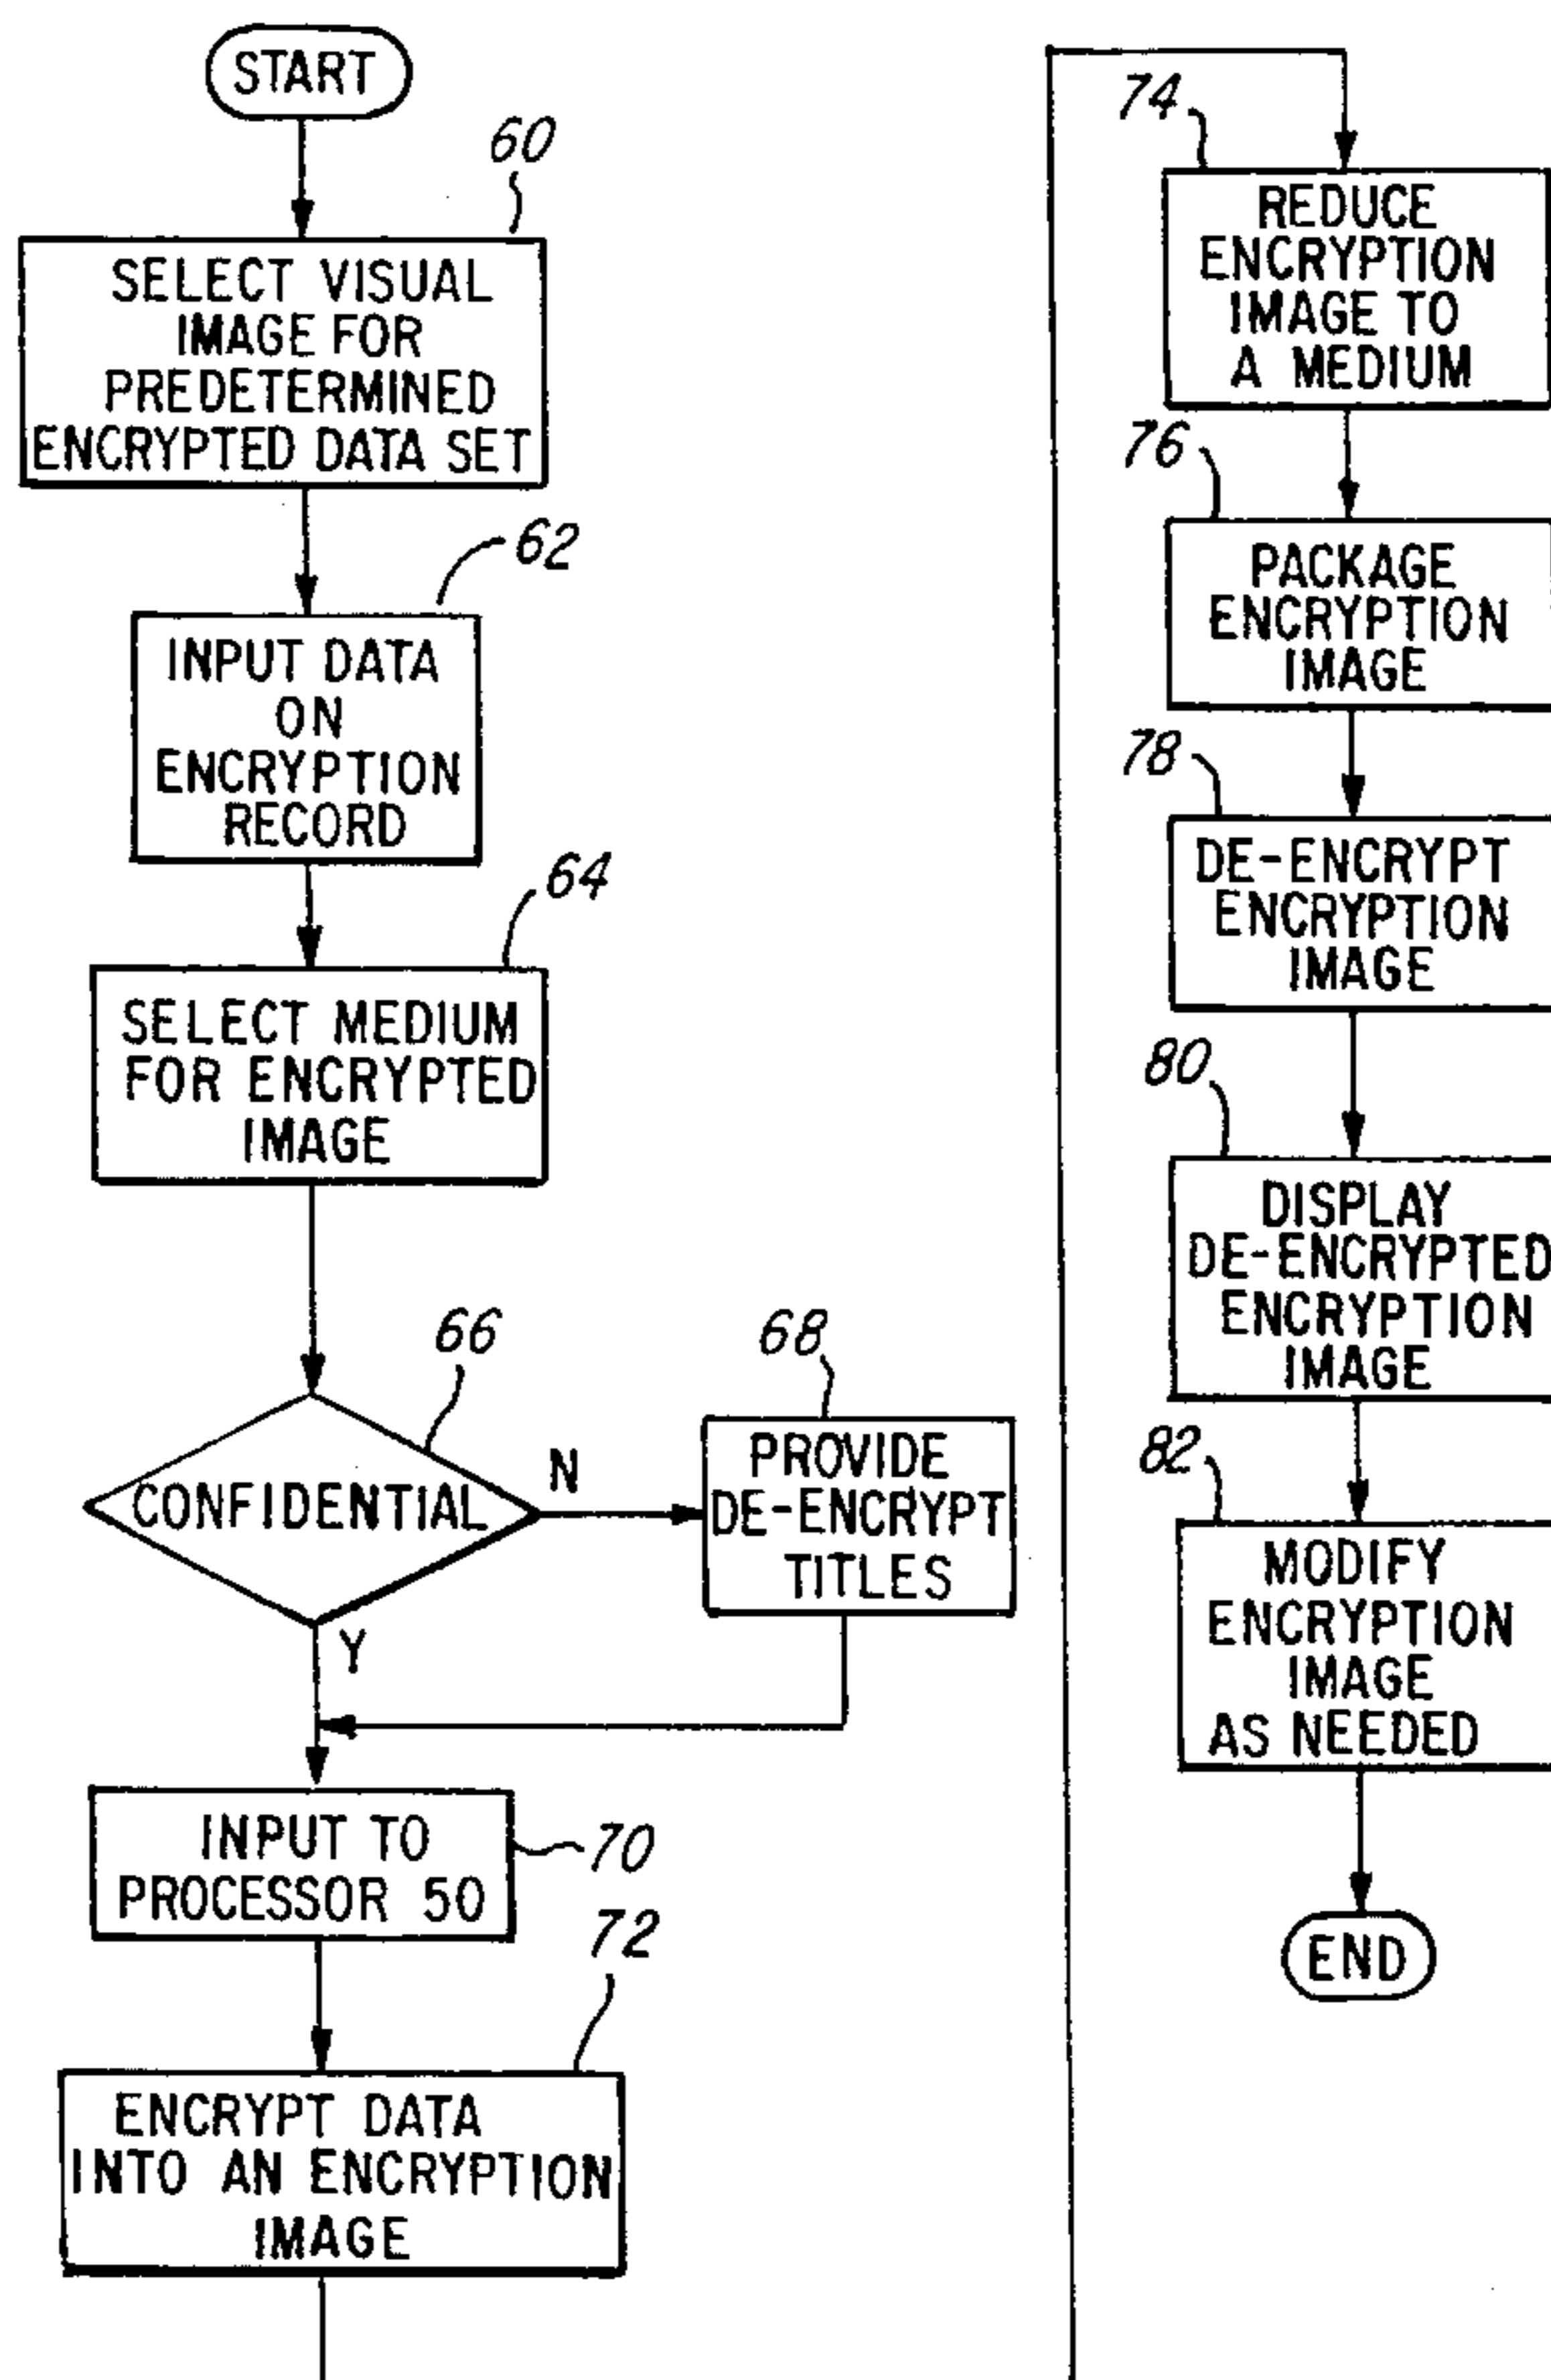 START
60
SELECT VISUAL
IMAGE FOR
PREDETERMINED
ENCRYPTED DATA SET
62
INPUT DATA
ON
ENCRYPTION
RECORD
64
SELECT MEDIUM
FOR ENCRYPTED
IMAGE
66
CONFIDENTIAL
N
Y
68
PROVIDE
DE-ENCRYPT
TITLES
INPUT TO
PROCESSOR 50
70
72
ENCRYPT DATA
INTO AN ENCRYPTION
IMAGE
74
REDUCE
ENCRYPTION
IMAGE TO
A MEDIUM
76
PACKAGE
ENCRYPTION
IMAGE
78
DE-ENCRYPT
ENCRYPTION
IMAGE
80
DISPLAY
DE-ENCRYPTED
ENCRYPTION
IMAGE
82
MODIFY
ENCRYPTION
IMAGE
AS NEEDED
END